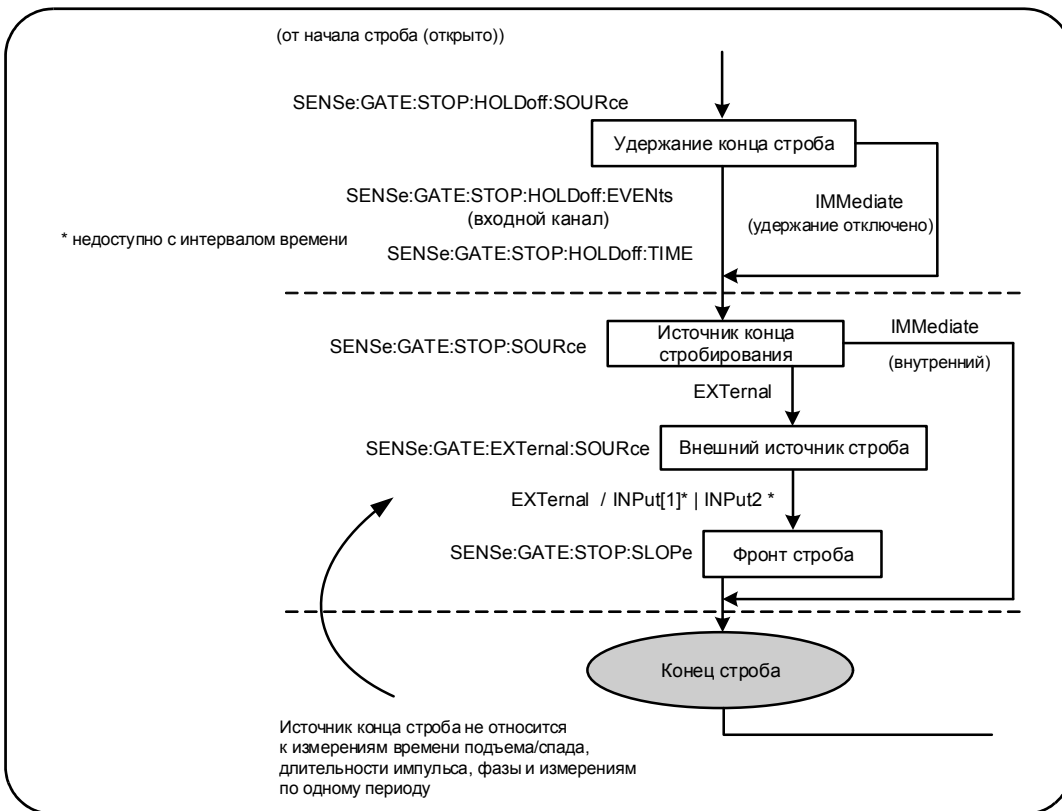 (от начала строба (открыто))
SENSe:GATE:STOP:HOLDoff:SOURce
Удержание конца строба
SENSe:GATE:STOP:HOLDoff:EVENts
(входной канал)
IMMediate
(удержание отключено)
* недоступно с интервалом времени
SENSe:GATE:STOP:HOLDoff:TIME
SENSe:GATE:STOP:SOURce
Источник конца
стробирования
IMMediate
(внутренний)
EXTernal
SENSe:GATE:EXTernal:SOURce
Внешний источник строба
EXTernal / INPut[1]* | INPut2 *
SENSe:GATE:STOP:SLOPe
Фронт строба
Конец строба
Источник конца строба не относится
к измерениям времени подъема/спада,
длительности импульса, фазы и измерениям
по одному периоду